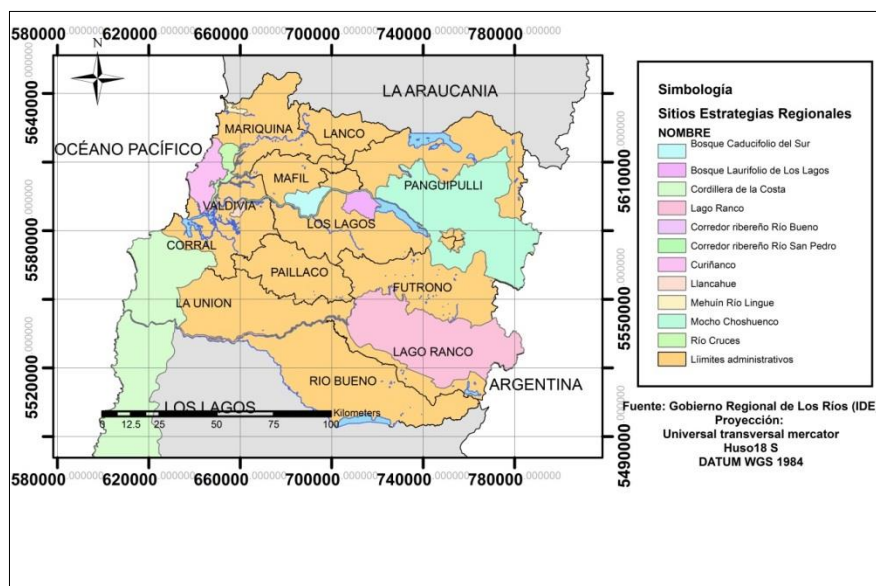 580000 620000 660000 700000 740000 780000
N
5640000
5610000
5580000
5550000
5520000
5490000
LA ARAUCANIA
OCÉANO PACÍFICO
MARIQUINA
LANCO
MAFIL
PANGUIPULLI
VALDIVIA
LOS LAGOS
CORRAL
PAILLACO
FUTRONO
LA UNION
LAGO RANCO
RIO BUENO
ARGENTINA
LOS LAGOS
Kilometers
0 12.5 25 50 75 100
580000 620000 660000 700000 740000 780000
Simbología
Sitios Estrategias Regionales
NOMBRE
Bosque Caducifolio del Sur
Bosque Laurifolio de Los Lagos
Cordillera de la Costa
Lago Ranco
Corredor ribereño Río Bueno
Corredor ribereño Río San Pedro
Curiñanco
Llancahue
Mehuín Río Lingue
Mocho Choshuenco
Río Cruces
Llimites administrativos
Fuente: Gobierno Regional de Los Ríos (IDE
Proyección:
Universal transversal mercator
Huso18 S
DATUM WGS 1984